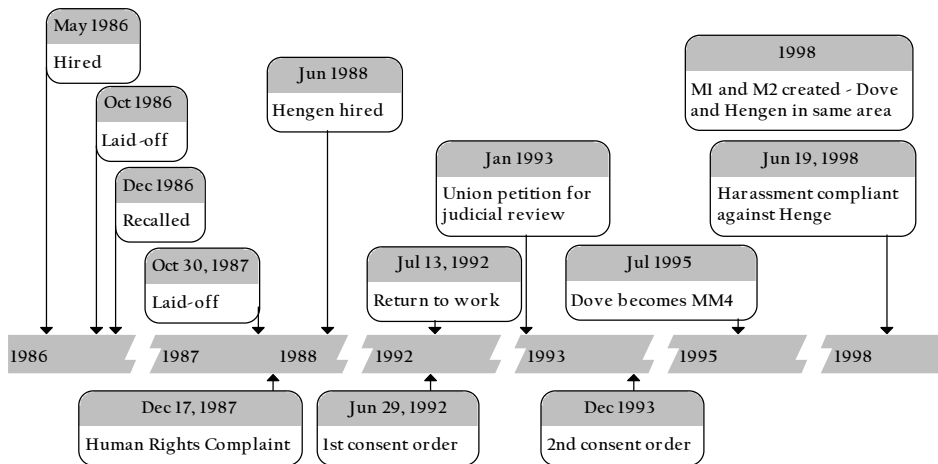 May 1986
Hired
Oct 1986
Laid-off
Dec 1986
Recalled
Oct 30, 1987
Laid-off
Jun 1988
Hengen hired
Jul 13, 1992
Return to work
Jan 1993
Union petition for
judicial review
Jul 1995
Dove becomes MM4
1998
M1 and M2 created - Dove
and Hengen in same area
Jun 19, 1998
Harassment compliant
against Henge
1986
1987
1988
1992
1993
1995
1998
Dec 17, 1987
Human Rights Complaint
Jun 29, 1992
1st consent order
Dec 1993
2nd consent order